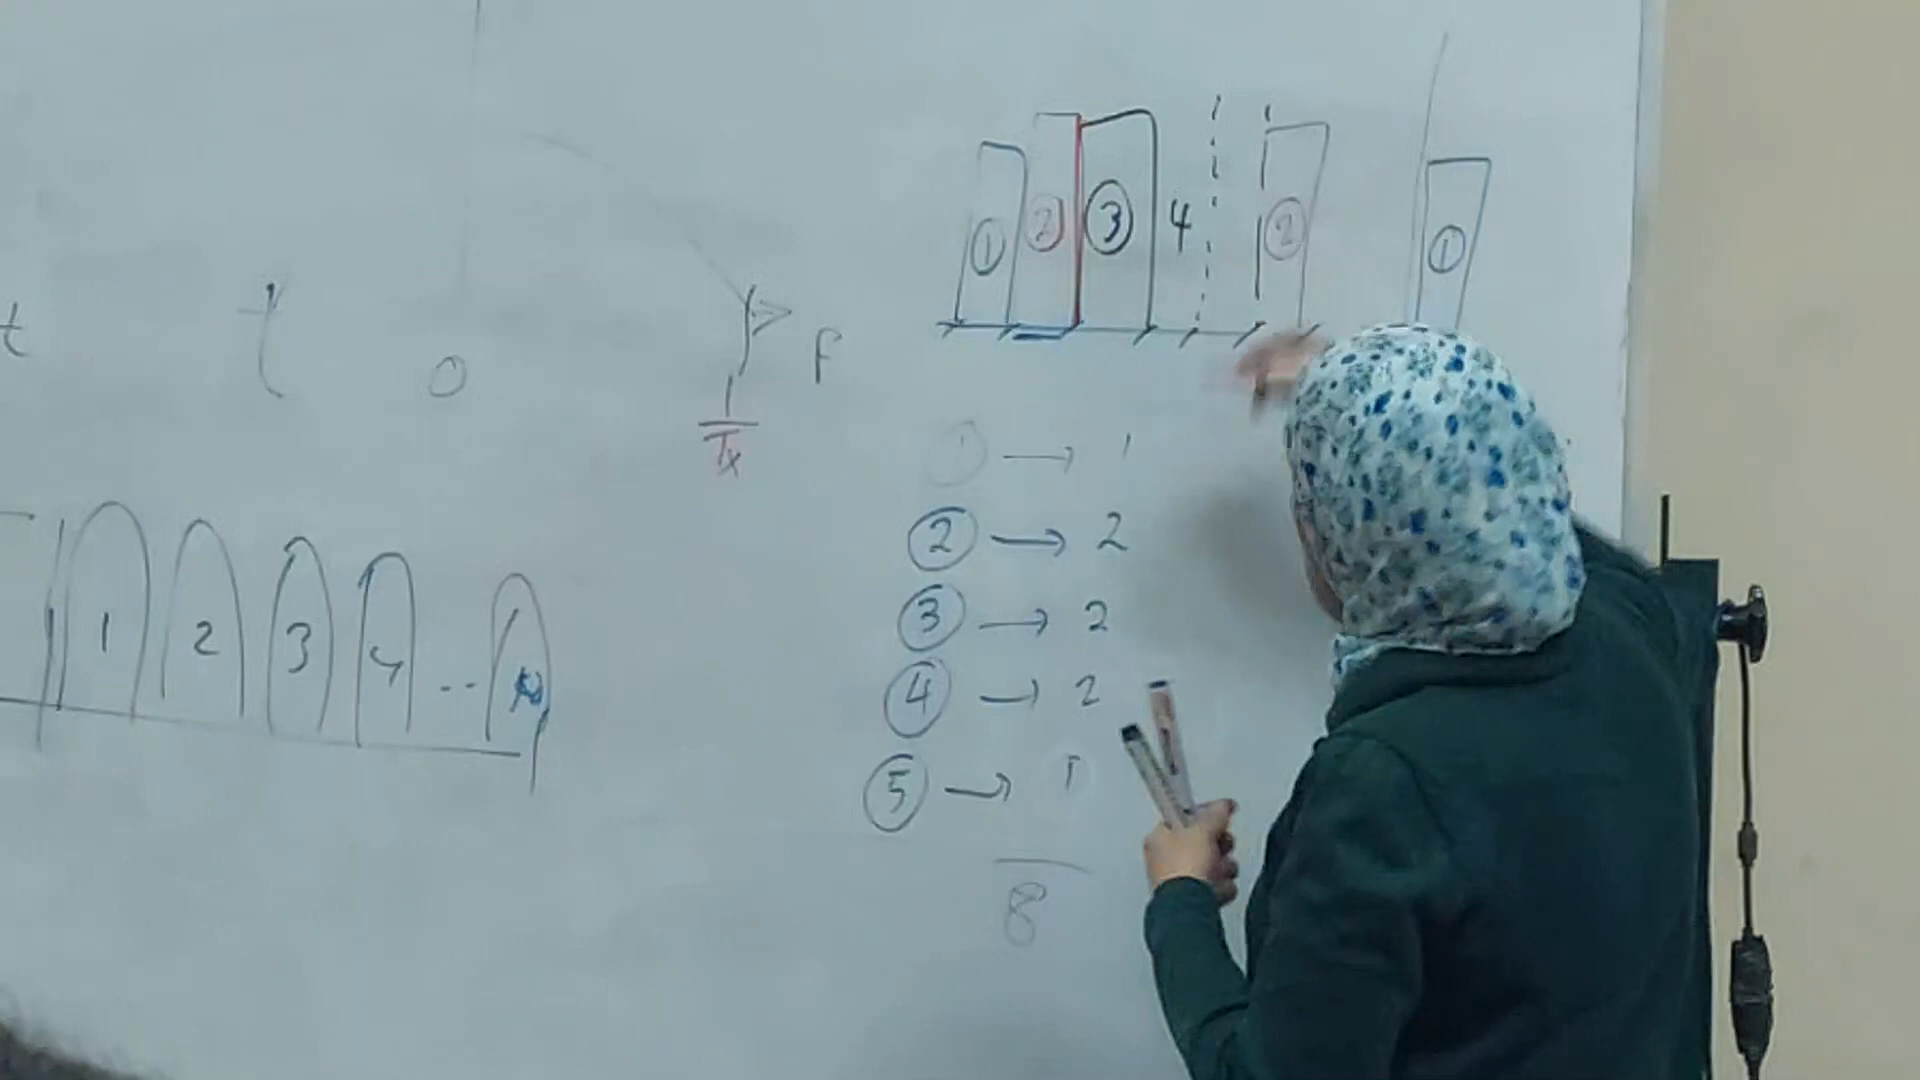 ① ② ③ 4 ② ①
t 0 f
1
Tx
① → 1
② → 2
③ → 2
④ → 2
⑤ → 1
8
1 2 3 4 ..